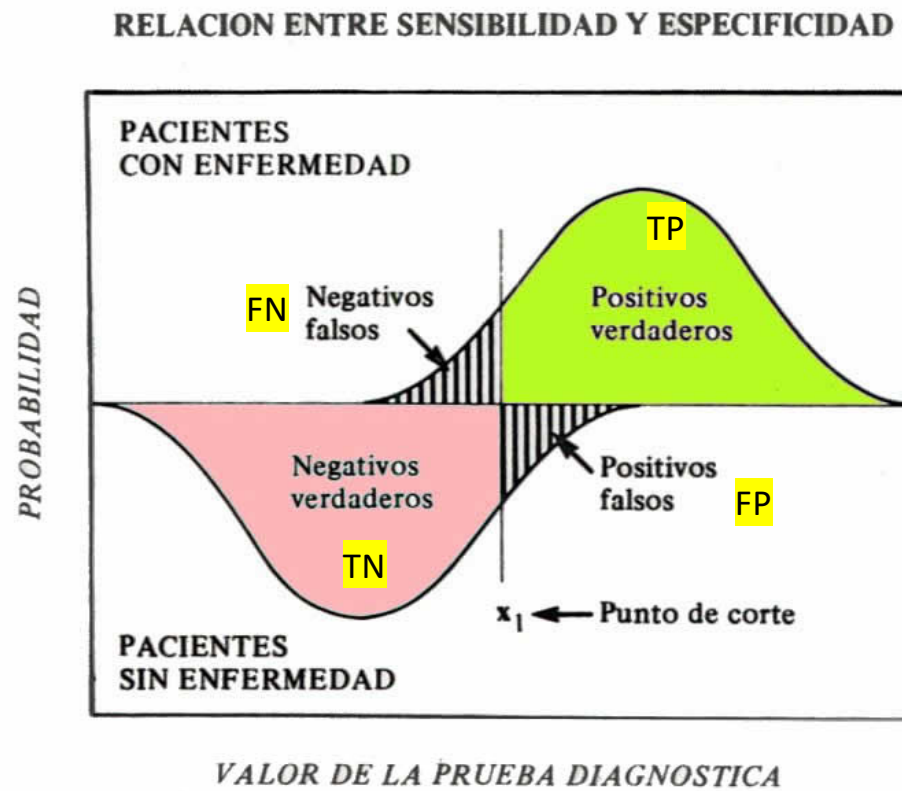 RELACION ENTRE SENSIBILIDAD Y ESPECIFICIDAD
PACIENTES
CON ENFERMEDAD
TP
FN
Negativos
falsos
Positivos
verdaderos
PROBABILIDAD
Negativos
verdaderos
Positivos
falsos
FP
TN
x1
Punto de corte
PACIENTES
SIN ENFERMEDAD
VALOR DE LA PRUEBA DIAGNOSTICA